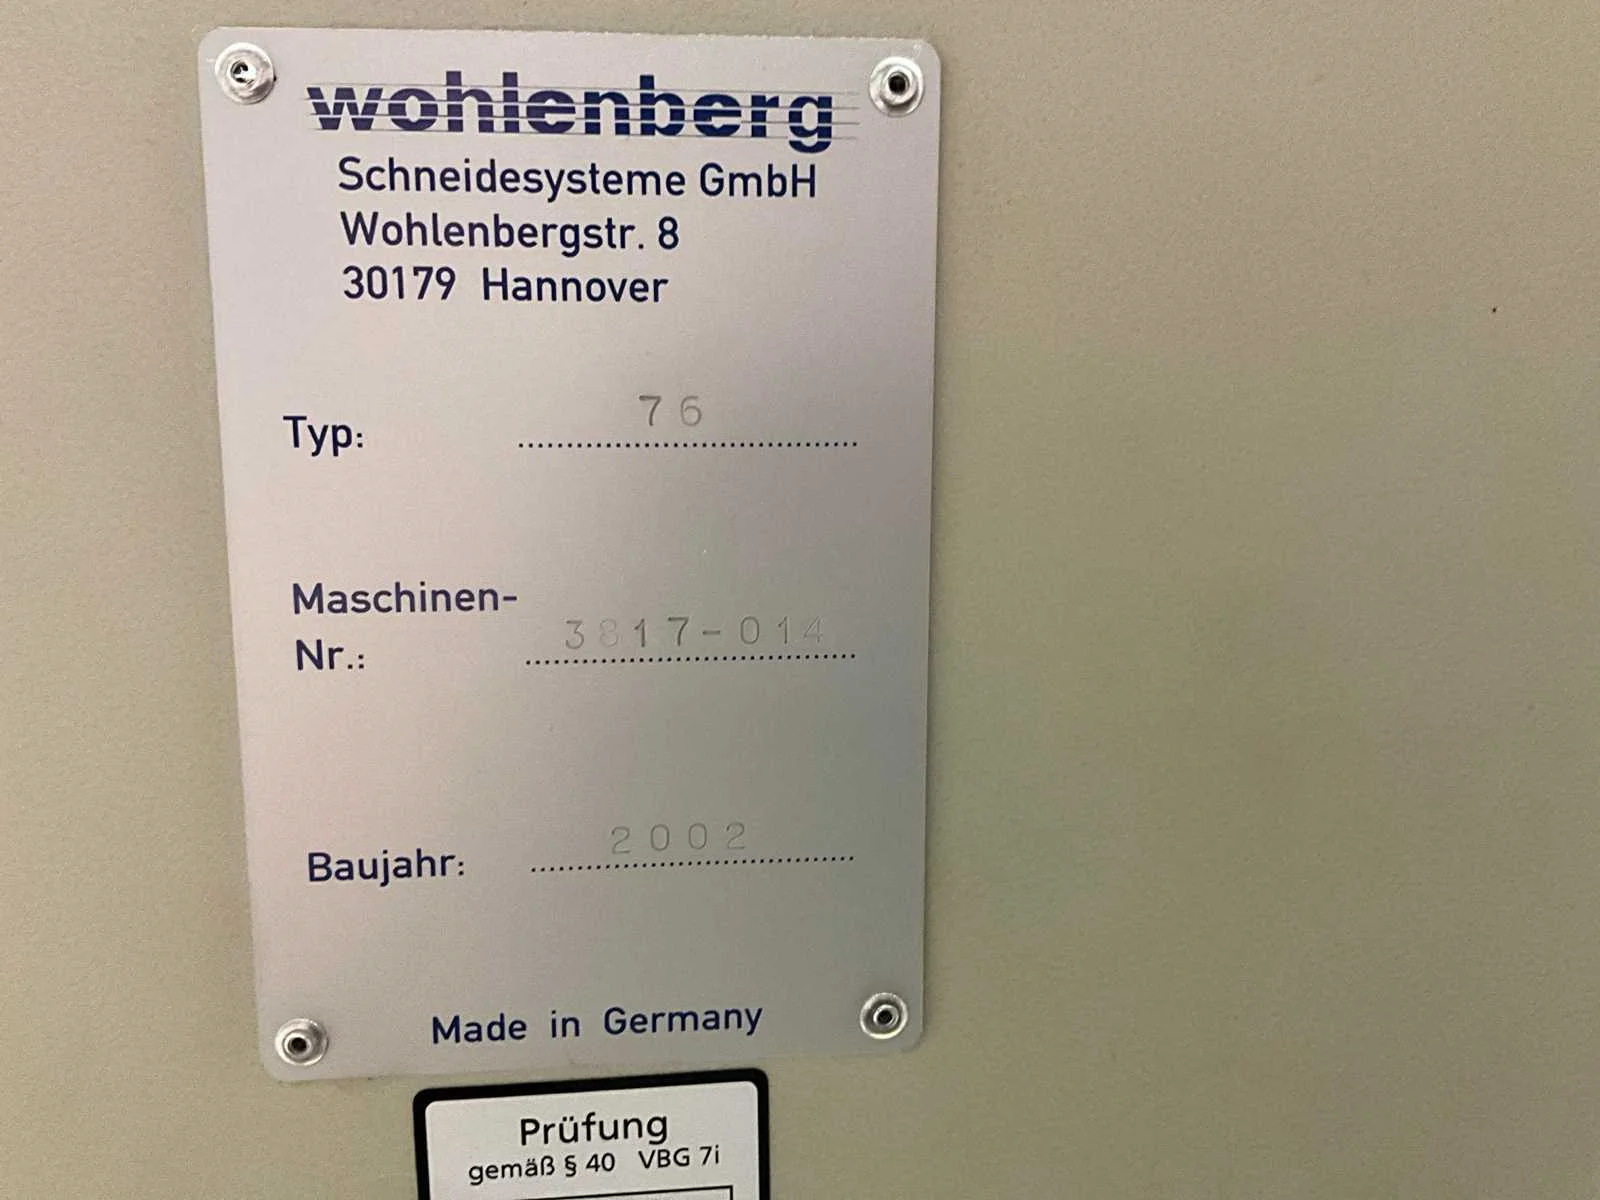 wohlenberg
Schneidesysteme GmbH
Wohlenbergstr. 8
30179 Hannover
Typ: 76
Maschinen-
Nr.: 3817-014
Baujahr: 2002
Made in Germany
Prüfung
gemäß § 40 VBG 7i